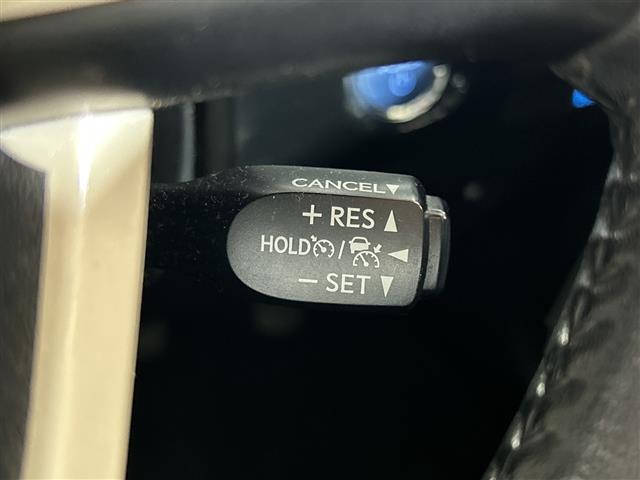 CANCEL▼
+ RES ▲
HOLD / ◀
− SET ▼